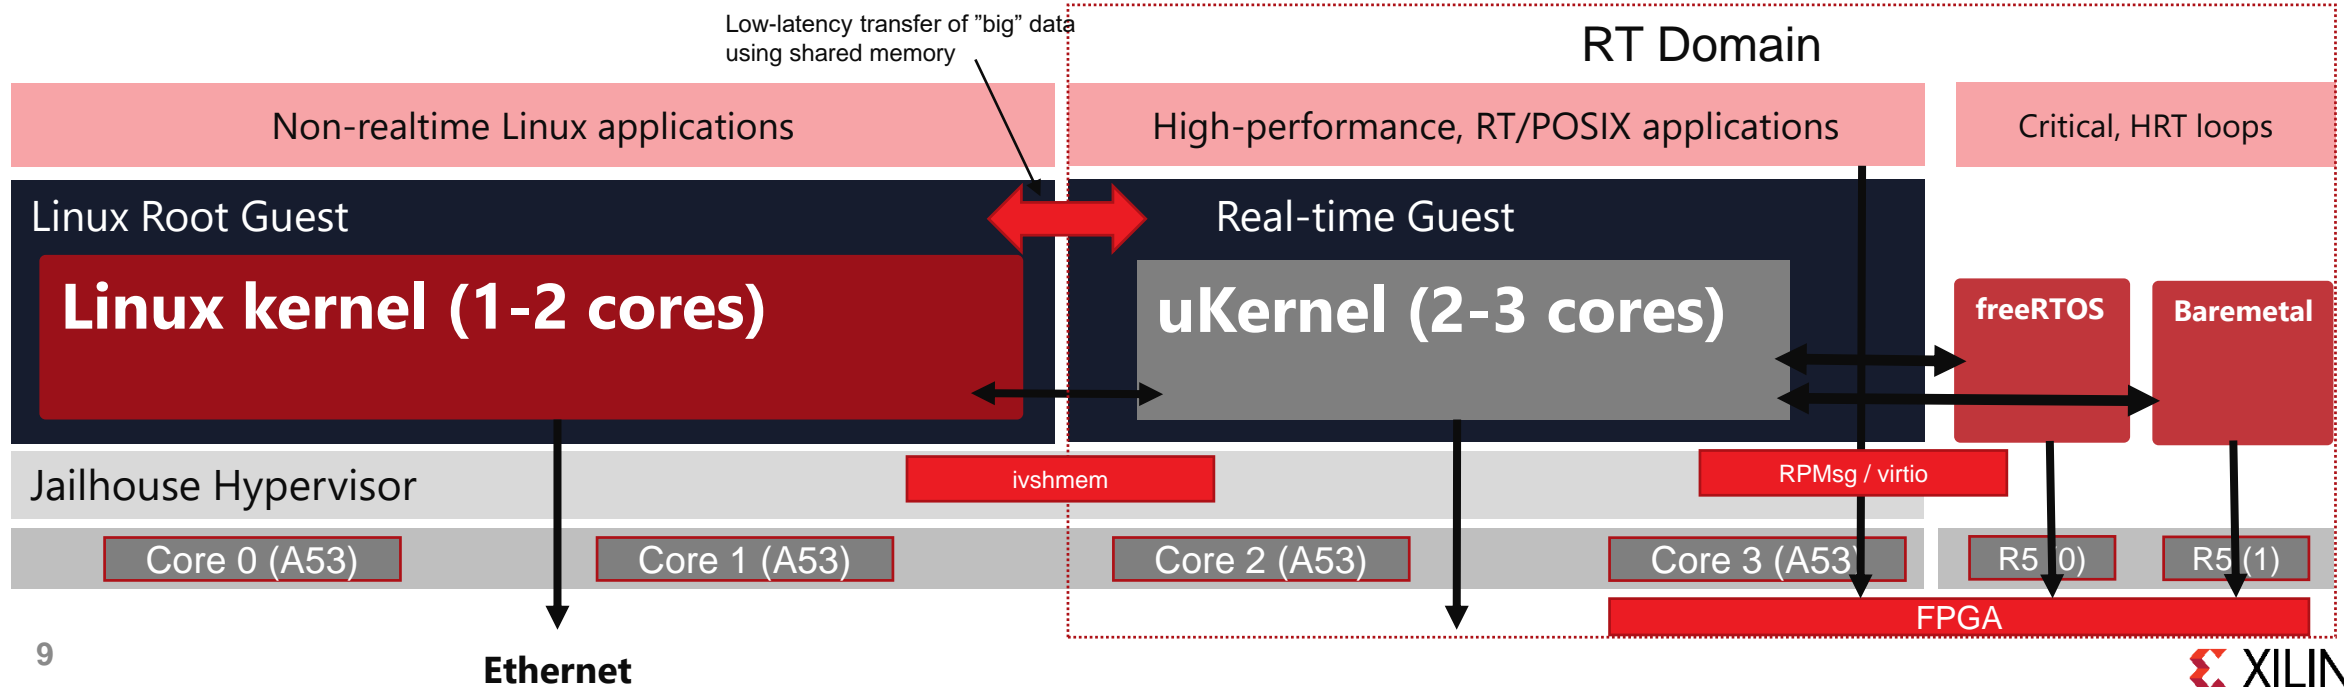 Low-latency transfer of ”big” data
using shared memory
RT Domain
Non-realtime Linux applications
High-performance, RT/POSIX applications
Critical, HRT loops
Linux Root Guest
Real-time Guest
Linux kernel (1-2 cores)
uKernel (2-3 cores)
freeRTOS
Baremetal
ivshmem
RPMsg / virtio
Jailhouse Hypervisor
Core 0 (A53)
Core 1 (A53)
Core 2 (A53)
Core 3 (A53)
R5 (0)
R5 (1)
FPGA
9
Ethernet
XILIN